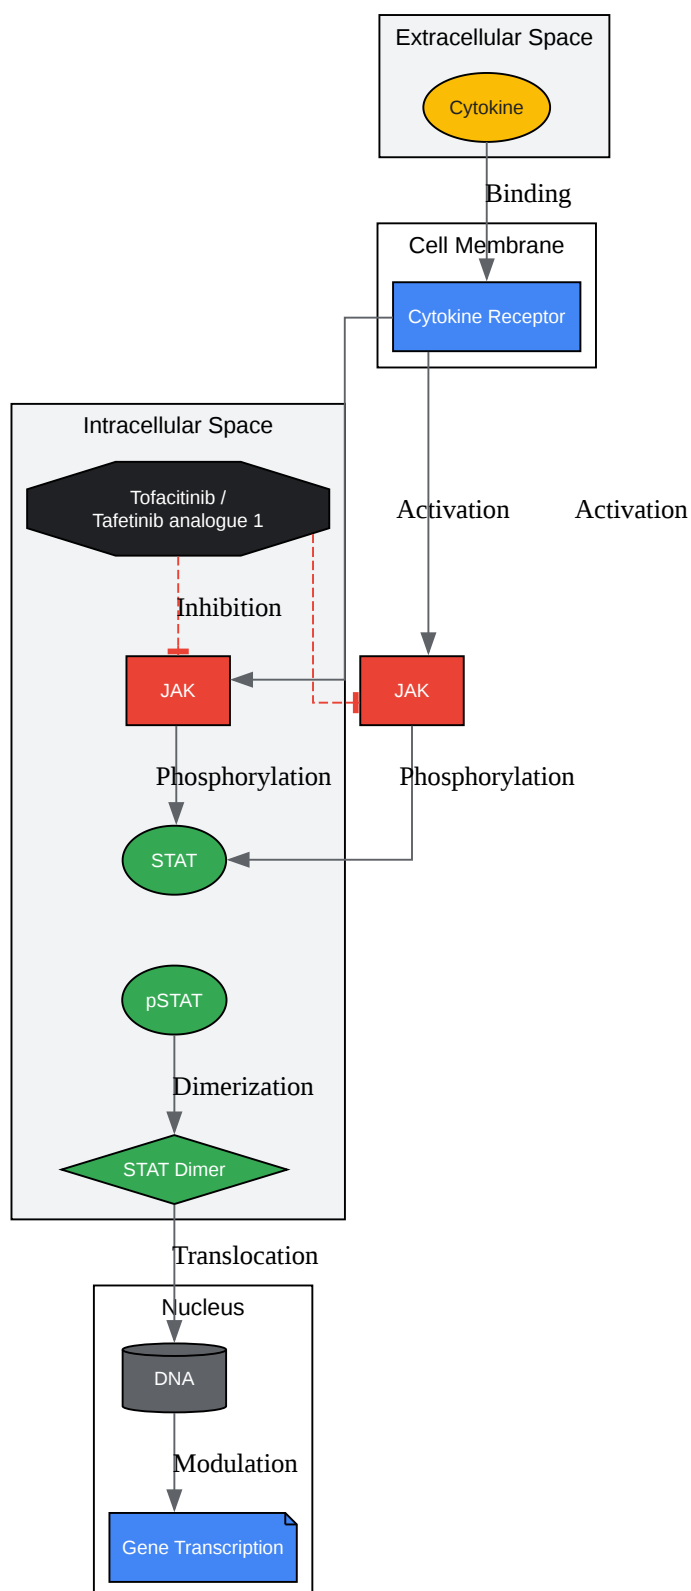 Extracellular Space
Cytokine
Binding
Cell Membrane
Cytokine Receptor
Intracellular Space
Tofacitinib /
Tafetinib analogue 1
Activation
Activation
Inhibition
JAK
JAK
Phosphorylation
Phosphorylation
STAT
pSTAT
Dimerization
STAT Dimer
Translocation
Nucleus
DNA
Modulation
Gene Transcription